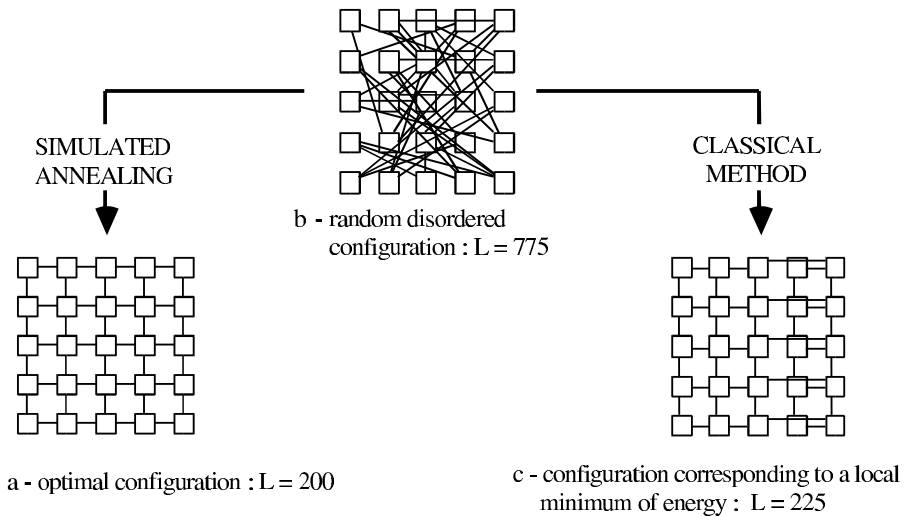 SIMULATED
ANNEALING
CLASSICAL
METHOD
b - random disordered
configuration : L = 775
a - optimal configuration : L = 200
c - configuration corresponding to a local
minimum of energy : L = 225